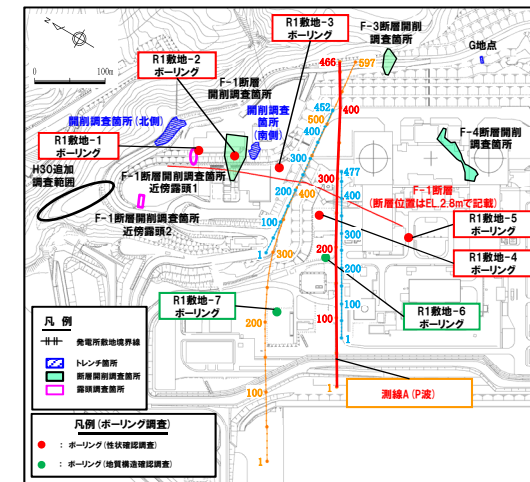 R1敷地-3
ボーリング
F-3断層開削
調査箇所
G地点
R1敷地-2
ボーリング
F-1断層
開削調査箇所
開削調査箇所(北側)
開削調査
箇所
(南側)
0
100m
R1敷地-1
ボーリング
F-4断層開削
調査箇所
H30追加
調査範囲
F-1断層開削調査箇所
近傍露頭1
F-1断層開削調査箇所
近傍露頭2
F-1断層
(断層位置はEL.2.8mで記載)
R1敷地-5
ボーリング
R1敷地-4
ボーリング
R1敷地-7
ボーリング
R1敷地-6
ボーリング
測線A(P波)
466
400
300
200
100
1
597
500
400
300
200
100
1
452
400
300
200
100
1
477
400
300
200
100
1
凡 例
発電所敷地境界線
トレンチ箇所
断層開削調査箇所
露頭調査箇所
凡例(ボーリング調査)
: ボーリング(性状確認調査)
: ボーリング(地質構造確認調査)